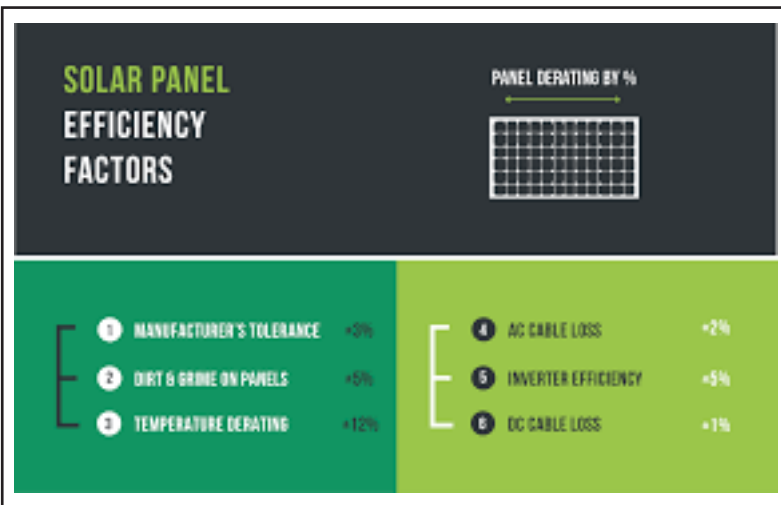 SOLAR PANEL
EFFICIENCY
FACTORS
PANEL DERATING BY %
1 MANUFACTURER'S TOLERANCE ±3%
2 DIRT & GRIME ON PANELS ±5%
3 TEMPERATURE DERATING ±12%
4 AC CABLE LOSS ±2%
5 INVERTER EFFICIENCY ±5%
6 DC CABLE LOSS ±1%